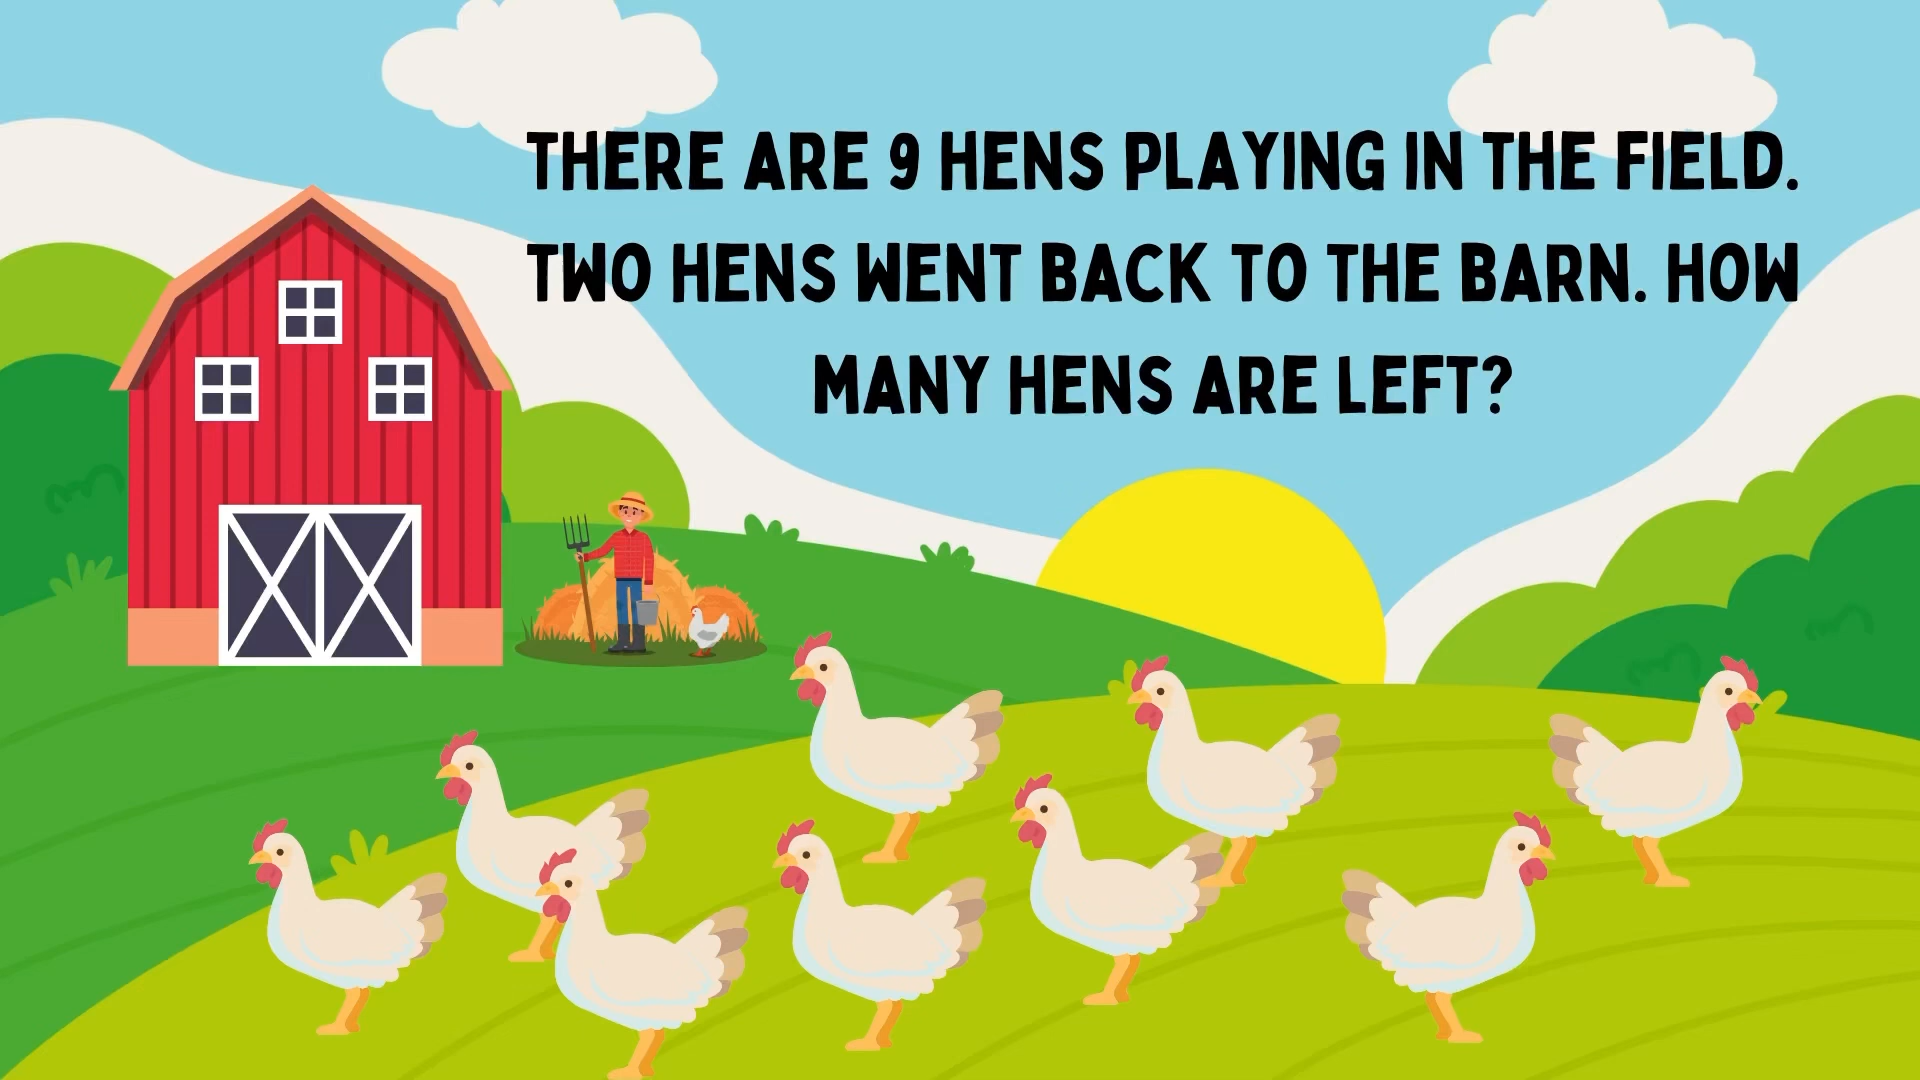 THERE ARE 9 HENS PLAYING IN THE FIELD.
TWO HENS WENT BACK TO THE BARN. HOW
MANY HENS ARE LEFT?